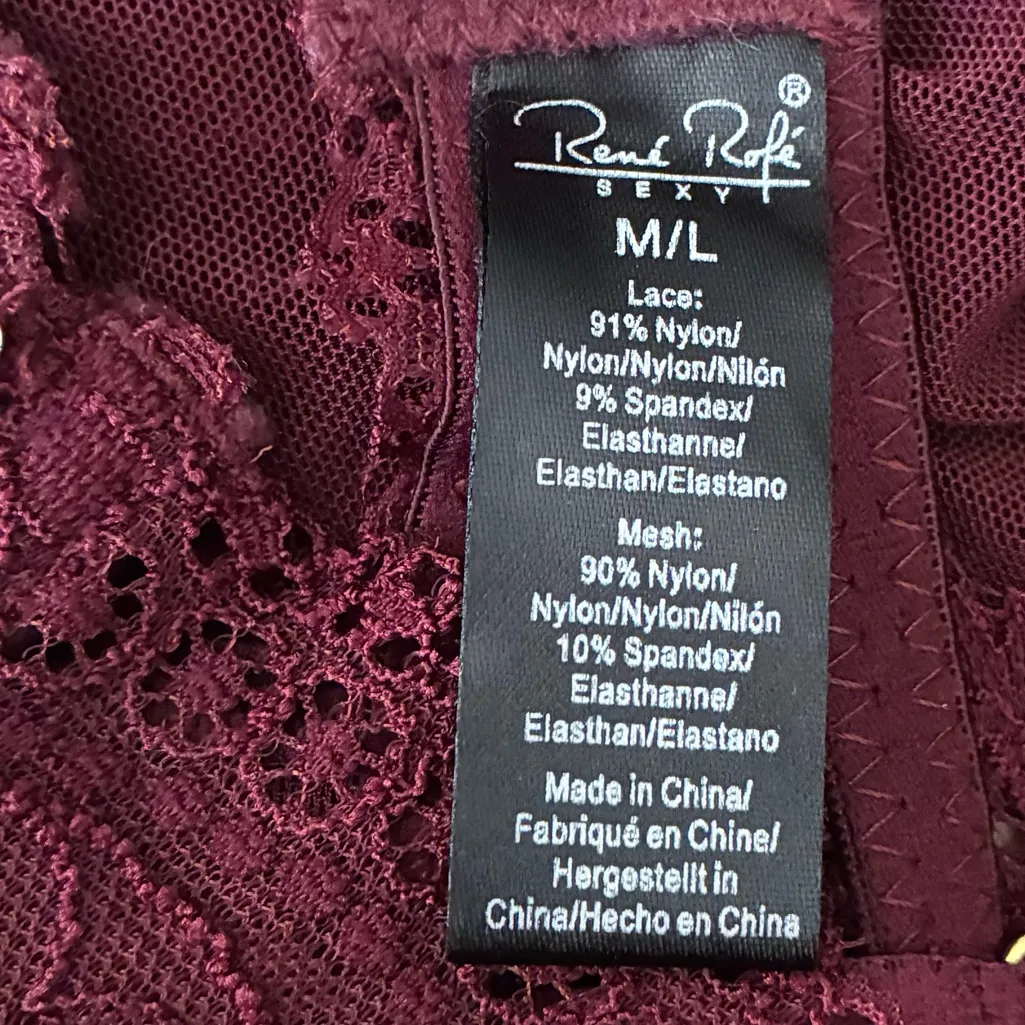 René Rofé®
SEXY
M/L
Lace:
91% Nylon/
Nylon/Nylon/Nilón
9% Spandex/
Elasthanne/
Elasthan/Elastano
Mesh:
90% Nylon/
Nylon/Nylon/Nilón
10% Spandex/
Elasthanne/
Elasthan/Elastano
Made in China/
Fabriqué en Chine/
Hergestellt in
China/Hecho en China